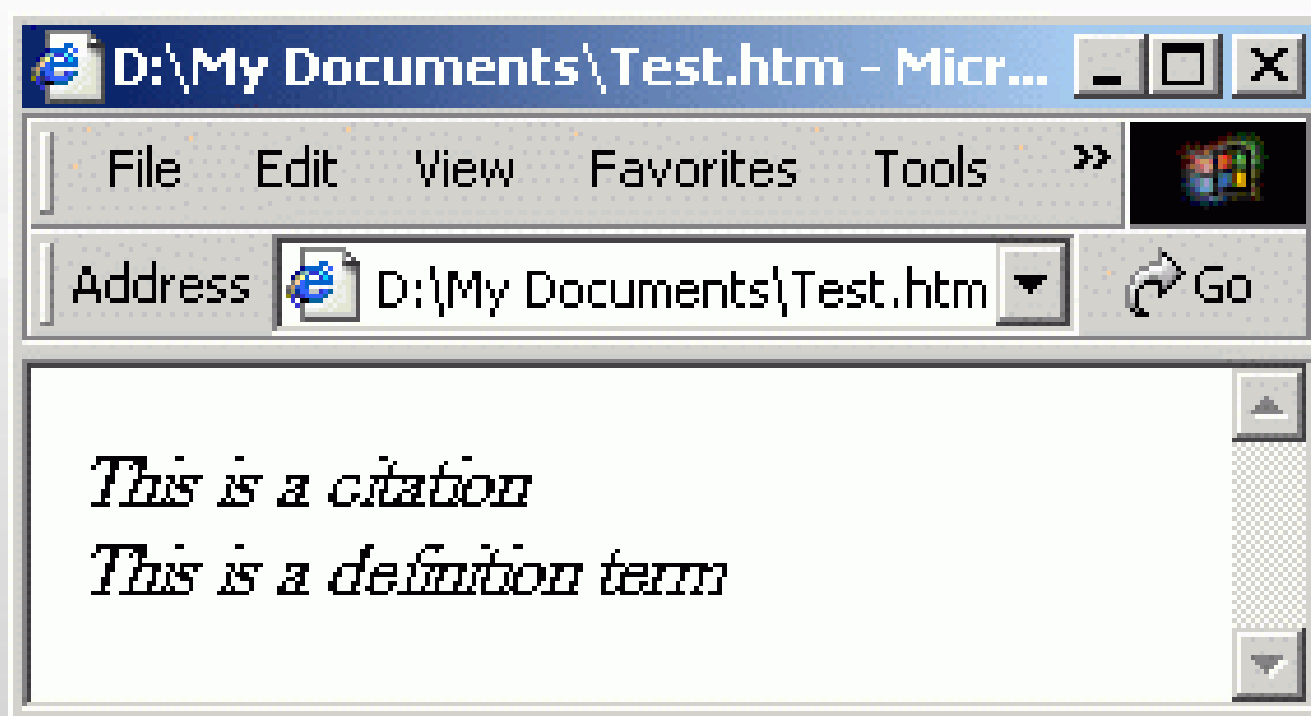 D:\My Documents\Test.htm - Micr...
File Edit View Favorites Tools »
Address D:\My Documents\Test.htm Go
This is a citation
This is a definition term